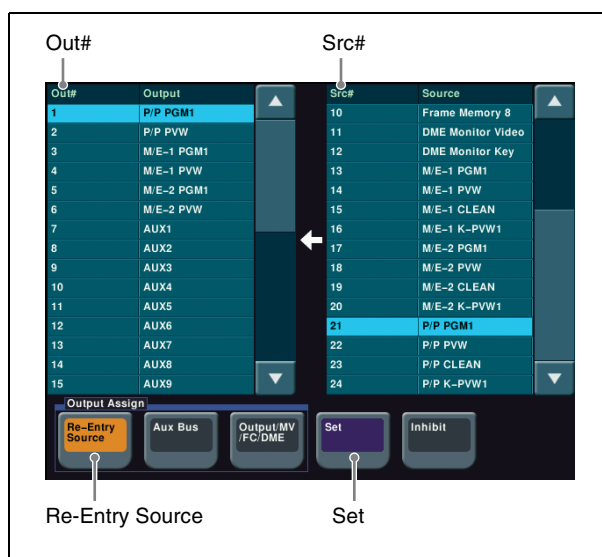 Out# Src#
Out# Output Src# Source
1 P/P PGM1 10 Frame Memory 8
2 P/P PVW 11 DME Monitor Video
3 M/E–1 PGM1 12 DME Monitor Key
4 M/E–1 PVW 13 M/E–1 PGM1
5 M/E–2 PGM1 14 M/E–1 PVW
6 M/E–2 PVW 15 M/E–1 CLEAN
7 AUX1 16 M/E–1 K–PVW1
8 AUX2 17 M/E–2 PGM1
9 AUX3 18 M/E–2 PVW
10 AUX4 19 M/E–2 CLEAN
11 AUX5 20 M/E–2 K–PVW1
12 AUX6 21 P/P PGM1
13 AUX7 22 P/P PVW
14 AUX8 23 P/P CLEAN
15 AUX9 24 P/P K–PVW1
Output Assign
Re–Entry Aux Bus Output/MV Set Inhibit
Source /FC/DME
Re-Entry Source Set